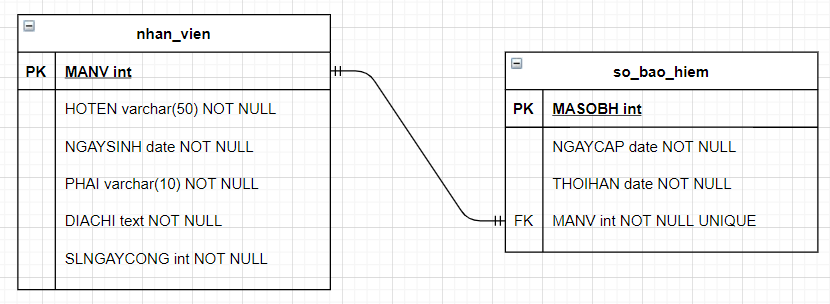 nhan_vien
PK MANV int
HOTEN varchar(50) NOT NULL
NGAYSINH date NOT NULL
PHAI varchar(10) NOT NULL
DIACHI text NOT NULL
SLNGAYCONG int NOT NULL
so_bao_hiem
PK MASOBH int
NGAYCAP date NOT NULL
THOIHAN date NOT NULL
FK MANV int NOT NULL UNIQUE